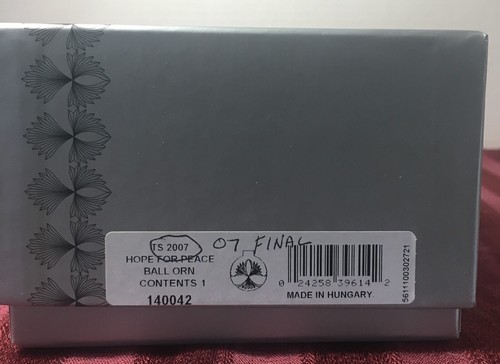 TS 2007 07 FINAL
HOPE FOR PEACE
BALL ORN
CONTENTS 1
140042
0 24258 39614 2
MADE IN HUNGARY
5611100302721